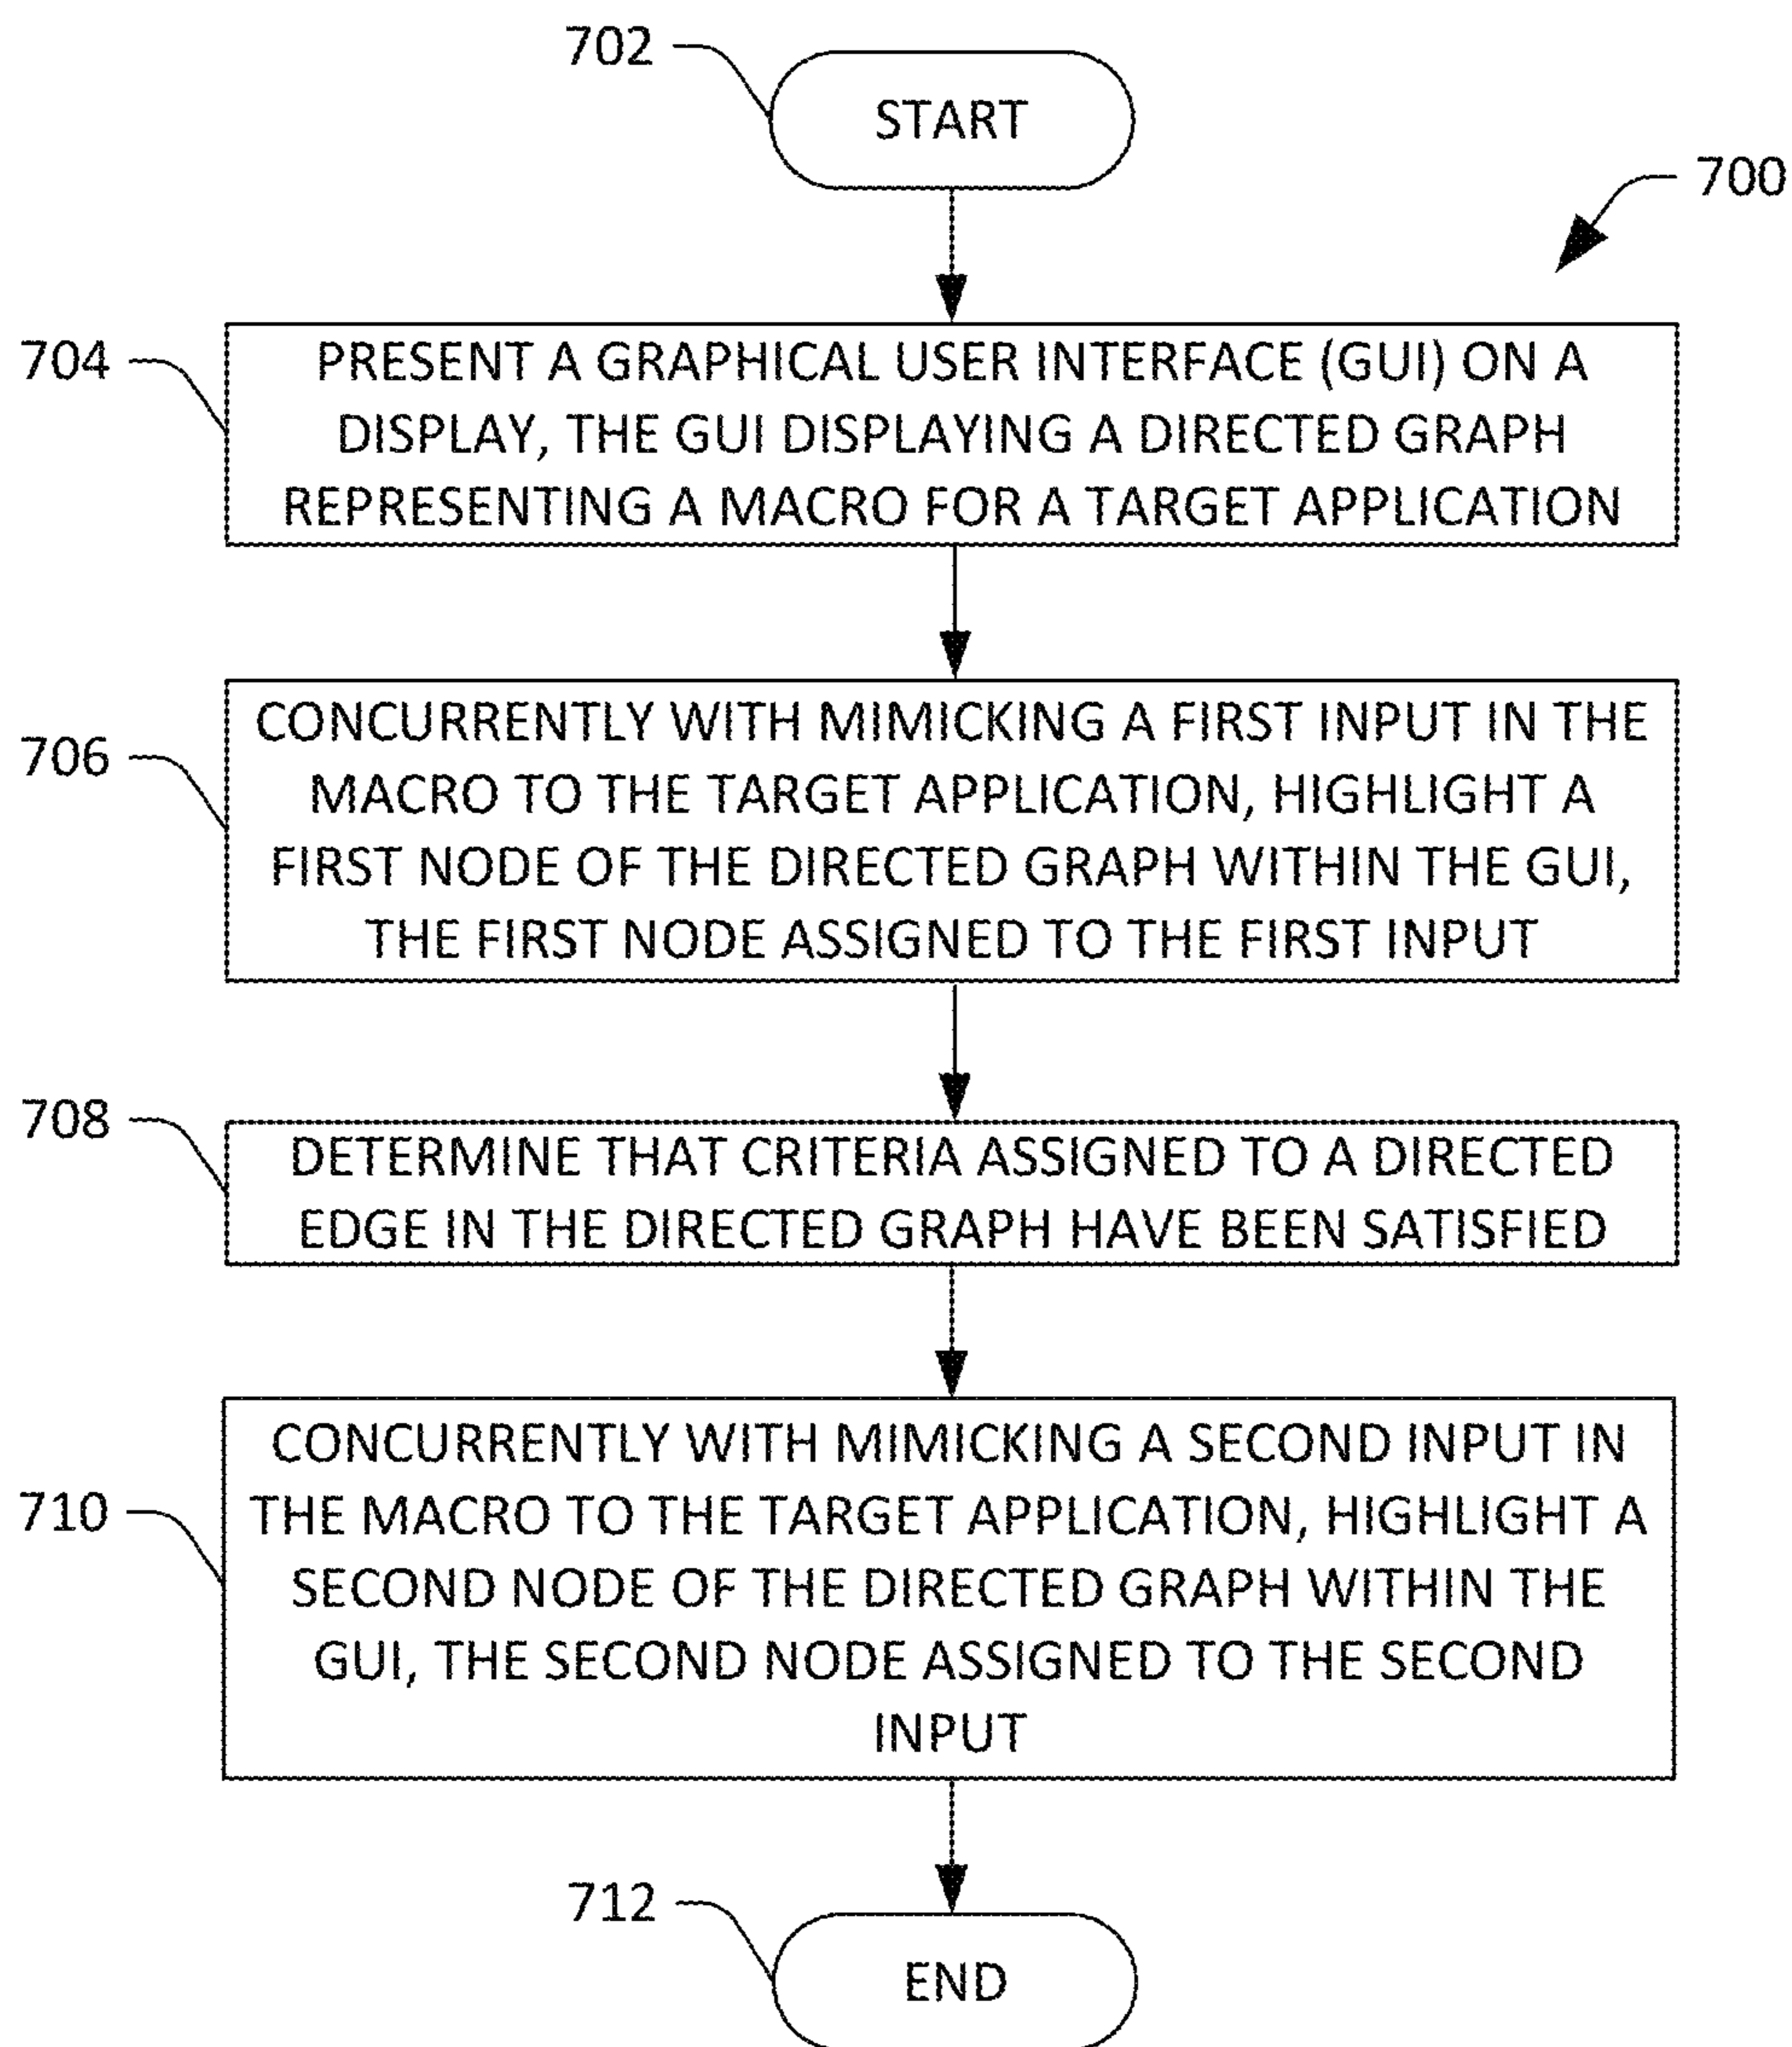 702
START
700
704
PRESENT A GRAPHICAL USER INTERFACE (GUI) ON A
DISPLAY, THE GUI DISPLAYING A DIRECTED GRAPH
REPRESENTING A MACRO FOR A TARGET APPLICATION
706
CONCURRENTLY WITH MIMICKING A FIRST INPUT IN THE
MACRO TO THE TARGET APPLICATION, HIGHLIGHT A
FIRST NODE OF THE DIRECTED GRAPH WITHIN THE GUI,
THE FIRST NODE ASSIGNED TO THE FIRST INPUT
708
DETERMINE THAT CRITERIA ASSIGNED TO A DIRECTED
EDGE IN THE DIRECTED GRAPH HAVE BEEN SATISFIED
710
CONCURRENTLY WITH MIMICKING A SECOND INPUT IN
THE MACRO TO THE TARGET APPLICATION, HIGHLIGHT A
SECOND NODE OF THE DIRECTED GRAPH WITHIN THE
GUI, THE SECOND NODE ASSIGNED TO THE SECOND
INPUT
712
END